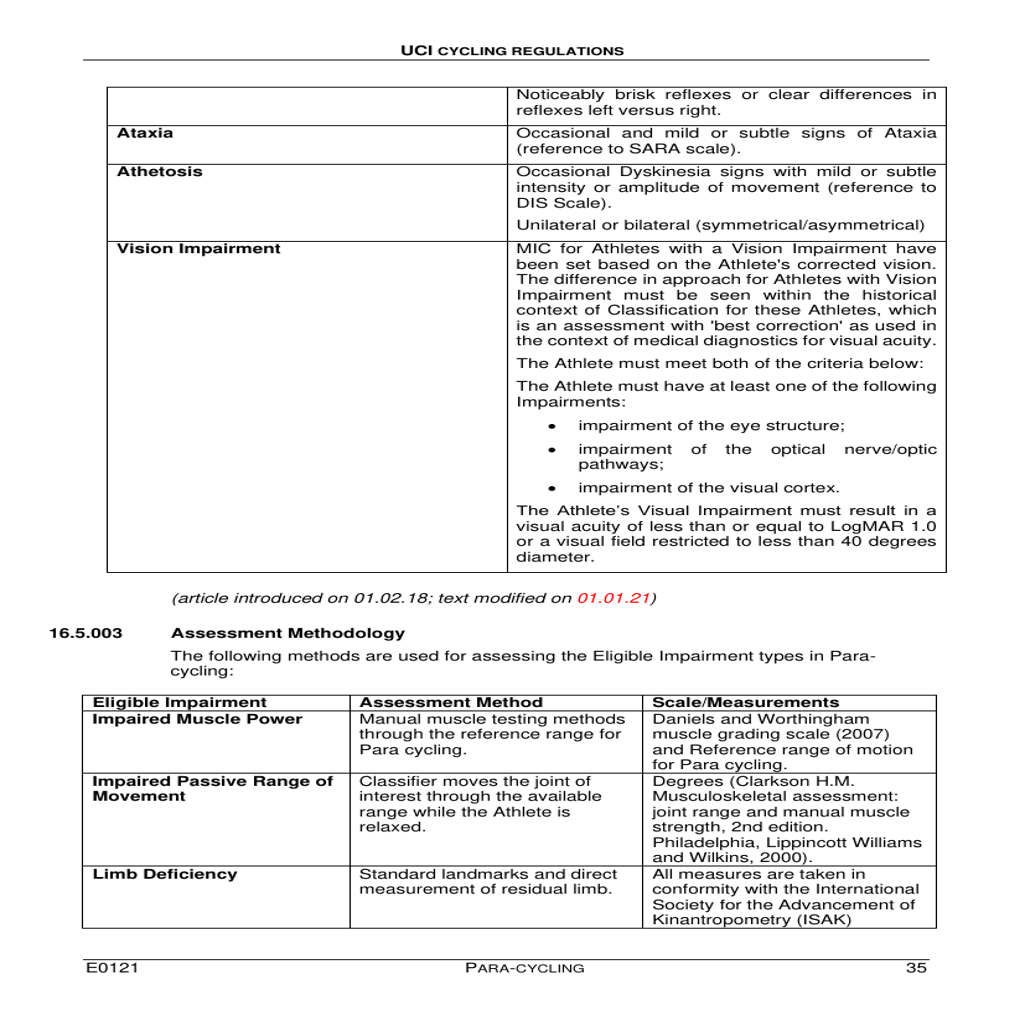 UCI CYCLING REGULATIONS
Noticeably brisk reflexes or clear differences in
reflexes left versus right.
Ataxia
Occasional and mild or subtle signs of Ataxia
(reference to SARA scale).
Athetosis
Occasional Dyskinesia signs with mild or subtle
intensity or amplitude of movement (reference to
DIS Scale).
Unilateral or bilateral (symmetrical/asymmetrical)
Vision Impairment
MIC for Athletes with a Vision Impairment have
been set based on the Athlete's corrected vision.
The difference in approach for Athletes with Vision
Impairment must be seen within the historical
context of Classification for these Athletes, which
is an assessment with 'best correction' as used in
the context of medical diagnostics for visual acuity.
The Athlete must meet both of the criteria below:
The Athlete must have at least one of the following
Impairments:
• impairment of the eye structure;
• impairment of the optical nerve/optic
pathways;
• impairment of the visual cortex.
The Athlete's Visual Impairment must result in a
visual acuity of less than or equal to LogMAR 1.0
or a visual field restricted to less than 40 degrees
diameter.
(article introduced on 01.02.18; text modified on 01.01.21)
16.5.003 Assessment Methodology
The following methods are used for assessing the Eligible Impairment types in Para-
cycling:
Eligible Impairment
Assessment Method
Scale/Measurements
Impaired Muscle Power
Manual muscle testing methods
through the reference range for
Para cycling.
Daniels and Worthingham
muscle grading scale (2007)
and Reference range of motion
for Para cycling.
Impaired Passive Range of
Movement
Classifier moves the joint of
interest through the available
range while the Athlete is
relaxed.
Degrees (Clarkson H.M.
Musculoskeletal assessment:
joint range and manual muscle
strength, 2nd edition.
Philadelphia, Lippincott Williams
and Wilkins, 2000).
Limb Deficiency
Standard landmarks and direct
measurement of residual limb.
All measures are taken in
conformity with the International
Society for the Advancement of
Kinantropometry (ISAK)
E0121 PARA-CYCLING 35